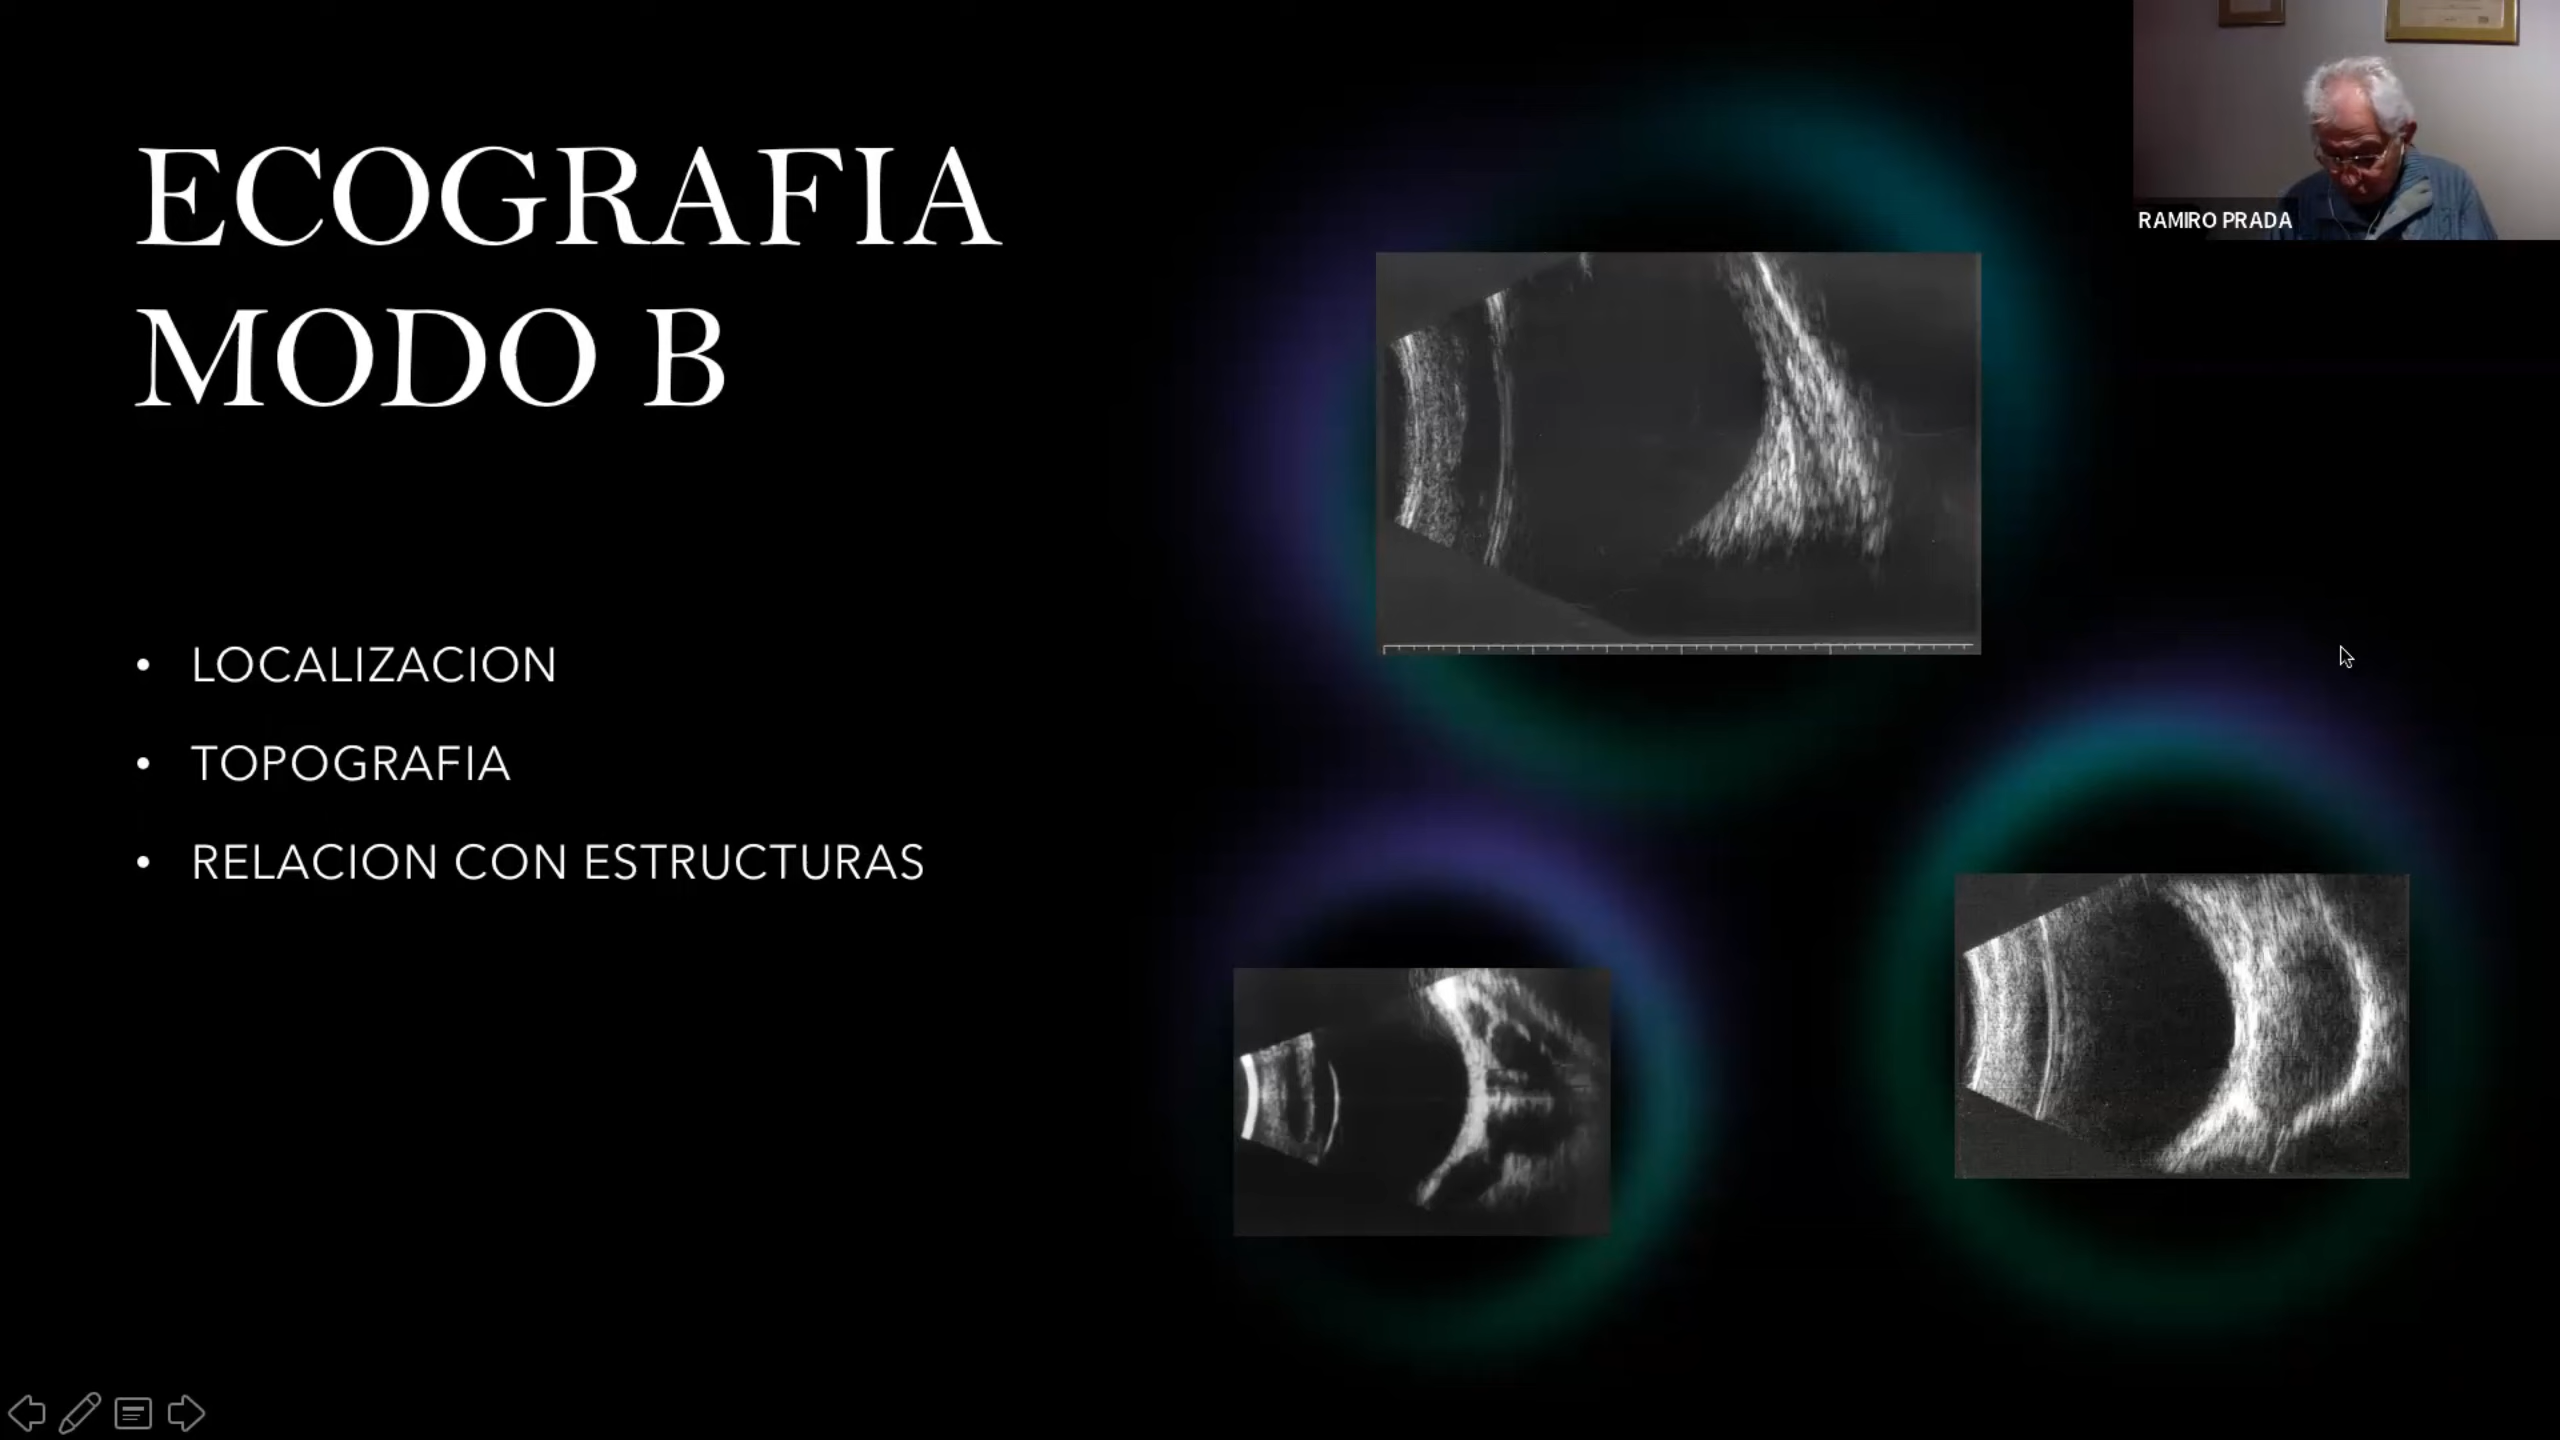 ECOGRAFIA
MODO B
• LOCALIZACION
• TOPOGRAFIA
• RELACION CON ESTRUCTURAS
RAMIRO PRADA